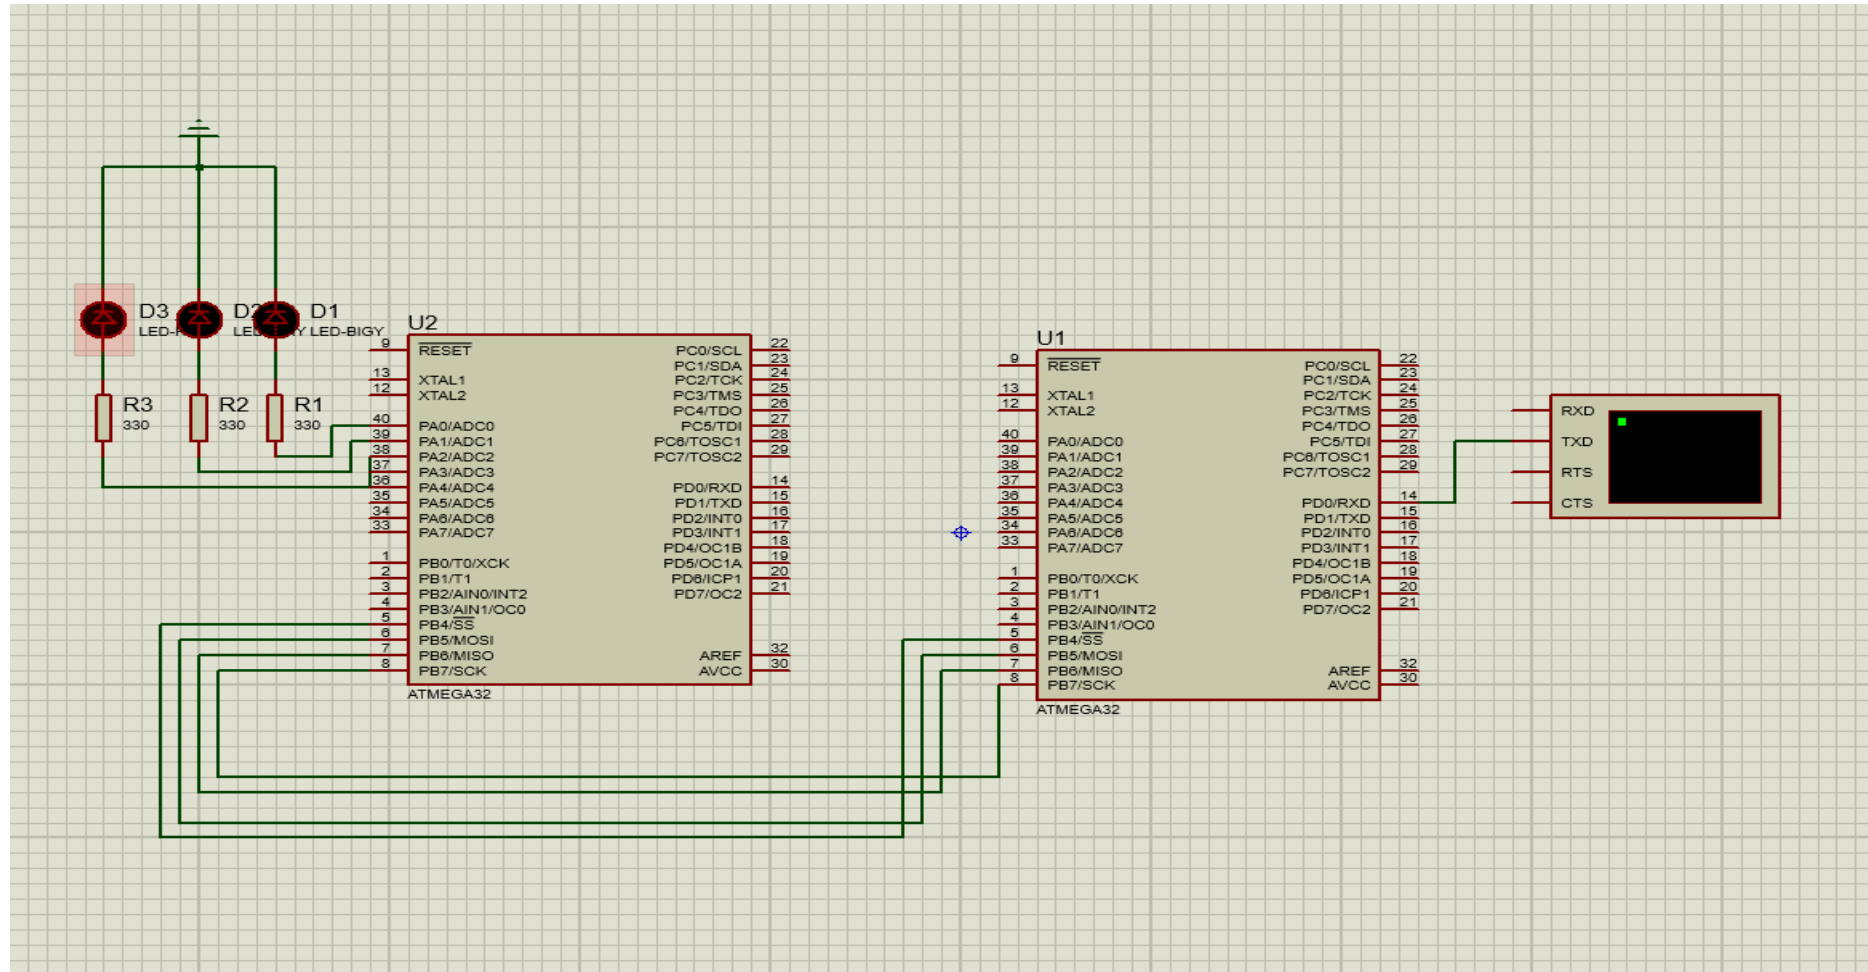 D3
LED-
D2
LED-
Y
D1
LED-BIGY
R3
330
R2
330
R1
330
U2
9 RESET
13 XTAL1
12 XTAL2
40 PA0/ADC0
39 PA1/ADC1
38 PA2/ADC2
37 PA3/ADC3
36 PA4/ADC4
35 PA5/ADC5
34 PA6/ADC6
33 PA7/ADC7
1 PB0/T0/XCK
2 PB1/T1
3 PB2/AIN0/INT2
4 PB3/AIN1/OC0
5 PB4/SS
6 PB5/MOSI
7 PB6/MISO
8 PB7/SCK
PC0/SCL 22
PC1/SDA 23
PC2/TCK 24
PC3/TMS 25
PC4/TDO 26
PC5/TDI 27
PC6/TOSC1 28
PC7/TOSC2 29
PD0/RXD 14
PD1/TXD 15
PD2/INT0 16
PD3/INT1 17
PD4/OC1B 18
PD5/OC1A 19
PD6/ICP1 20
PD7/OC2 21
AREF 32
AVCC 30
ATMEGA32
U1
9 RESET
13 XTAL1
12 XTAL2
40 PA0/ADC0
39 PA1/ADC1
38 PA2/ADC2
37 PA3/ADC3
36 PA4/ADC4
35 PA5/ADC5
34 PA6/ADC6
33 PA7/ADC7
1 PB0/T0/XCK
2 PB1/T1
3 PB2/AIN0/INT2
4 PB3/AIN1/OC0
5 PB4/SS
6 PB5/MOSI
7 PB6/MISO
8 PB7/SCK
PC0/SCL 22
PC1/SDA 23
PC2/TCK 24
PC3/TMS 25
PC4/TDO 26
PC5/TDI 27
PC6/TOSC1 28
PC7/TOSC2 29
PD0/RXD 14
PD1/TXD 15
PD2/INT0 16
PD3/INT1 17
PD4/OC1B 18
PD5/OC1A 19
PD6/ICP1 20
PD7/OC2 21
AREF 32
AVCC 30
ATMEGA32
RXD
TXD
RTS
CTS